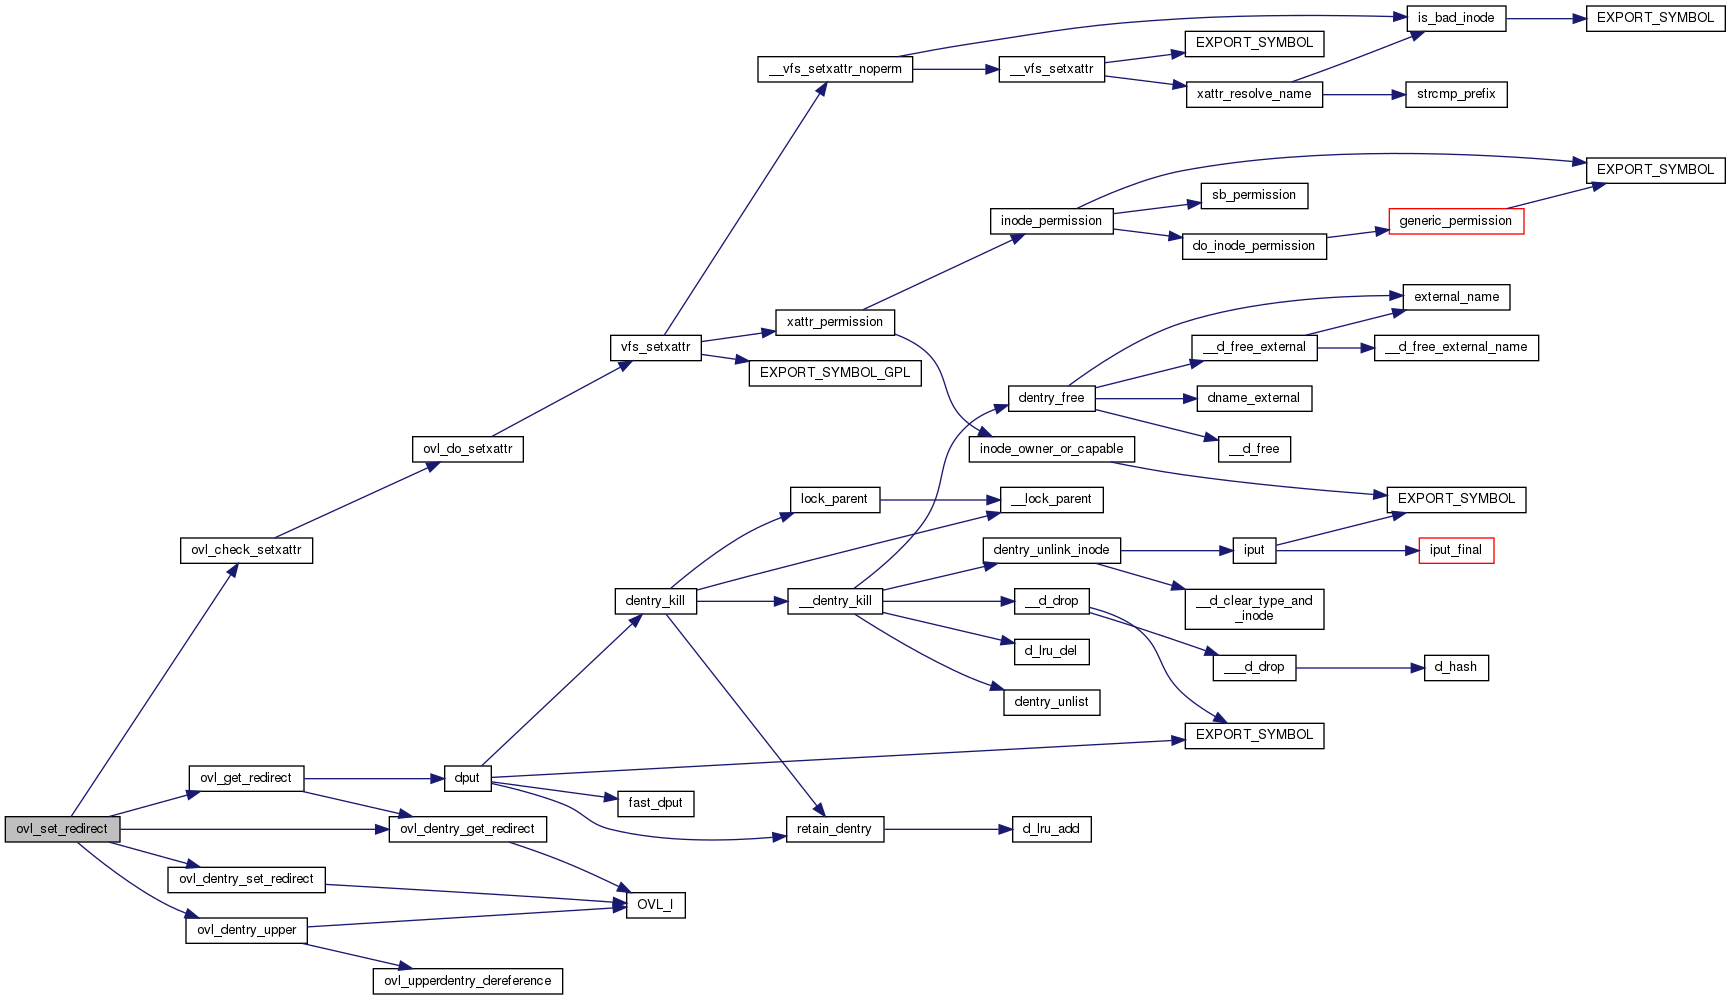 is_bad_inode
EXPORT_SYMBOL
EXPORT_SYMBOL
__vfs_setxattr_noperm
__vfs_setxattr
xattr_resolve_name
strcmp_prefix
EXPORT_SYMBOL
sb_permission
inode_permission
generic_permission
do_inode_permission
external_name
xattr_permission
vfs_setxattr
__d_free_external
__d_free_external_name
EXPORT_SYMBOL_GPL
dentry_free
dname_external
ovl_do_setxattr
inode_owner_or_capable
__d_free
lock_parent
__lock_parent
EXPORT_SYMBOL
ovl_check_setxattr
dentry_unlink_inode
iput
iput_final
dentry_kill
__dentry_kill
__d_drop
__d_clear_type_and
_inode
d_lru_del
___d_drop
d_hash
dentry_unlist
EXPORT_SYMBOL
ovl_get_redirect
dput
fast_dput
ovl_set_redirect
ovl_dentry_get_redirect
retain_dentry
d_lru_add
ovl_dentry_set_redirect
OVL_I
ovl_dentry_upper
ovl_upperdentry_dereference